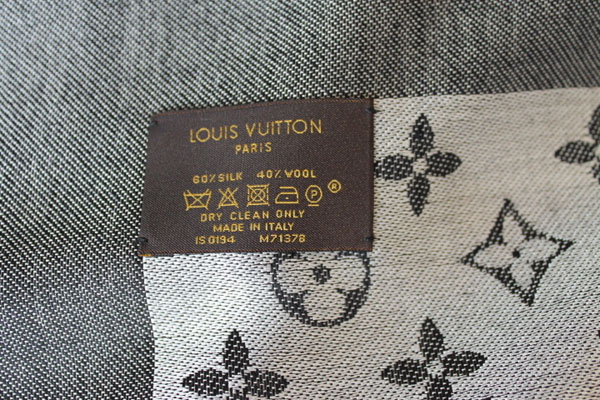 LOUIS VUITTON
PARIS
60%SILK 40%WOOL
P ®
DRY CLEAN ONLY
MADE IN ITALY
IS0194 M71378